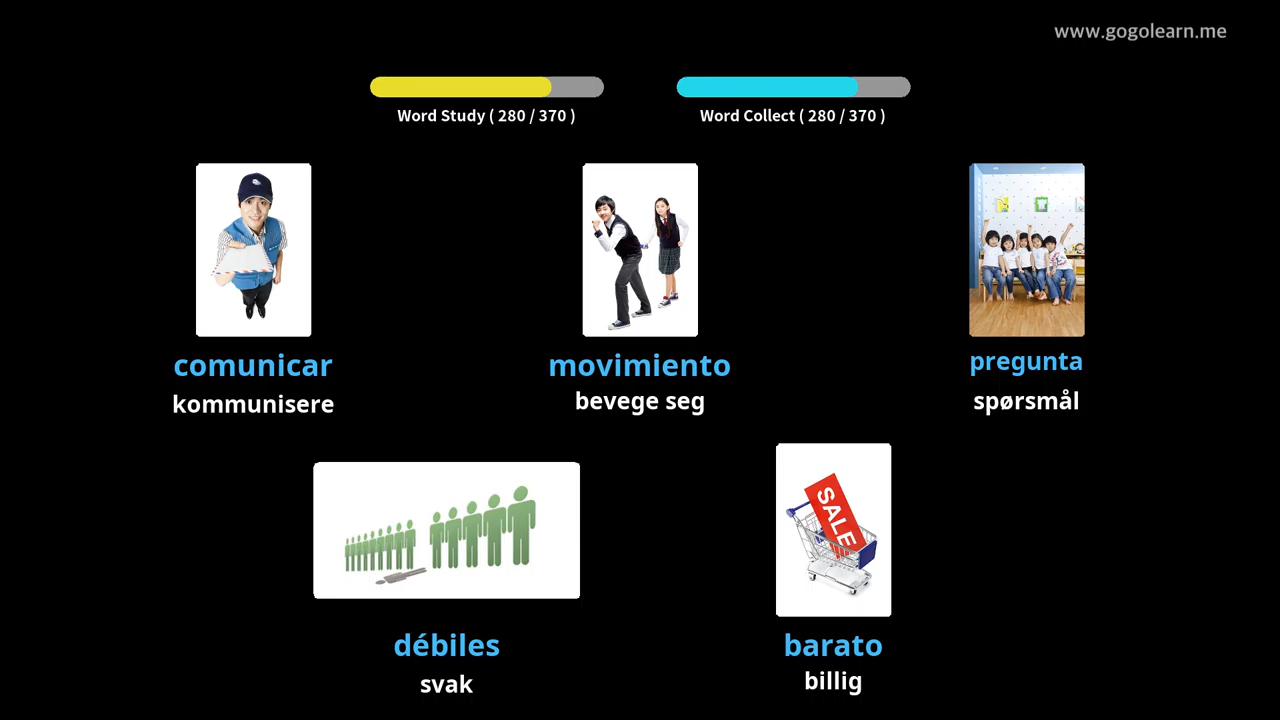 www.gogolearn.me
Word Study ( 280 / 370 )
Word Collect ( 280 / 370 )
comunicar
kommunisere
movimiento
bevege seg
pregunta
spørsmål
SALE
débiles
svak
barato
billig